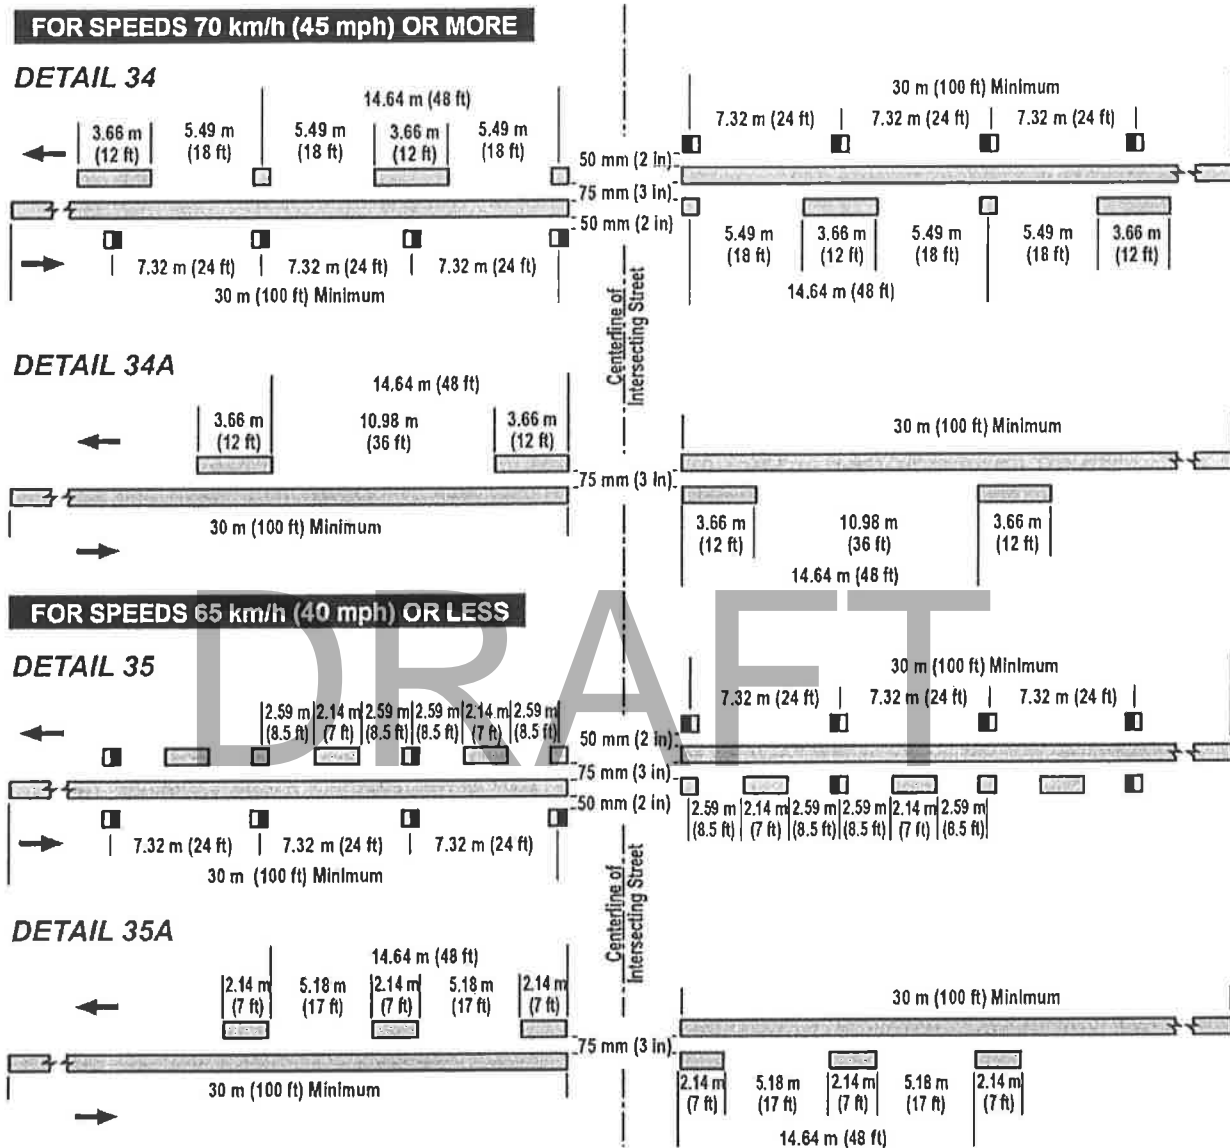 FOR SPEEDS 70 km/h (45 mph) OR MORE
DETAIL 34
14.64 m (48 ft)
3.66 m
(12 ft)
5.49 m
(18 ft)
5.49 m
(18 ft)
3.66 m
(12 ft)
5.49 m
(18 ft)
7.32 m (24 ft)
7.32 m (24 ft)
7.32 m (24 ft)
30 m (100 ft) Minimum
50 mm (2 in)
75 mm (3 in)
50 mm (2 in)
30 m (100 ft) Minimum
7.32 m (24 ft)
7.32 m (24 ft)
7.32 m (24 ft)
5.49 m
(18 ft)
3.66 m
(12 ft)
5.49 m
(18 ft)
5.49 m
(18 ft)
3.66 m
(12 ft)
14.64 m (48 ft)
Centerline of
Intersecting Street
DETAIL 34A
14.64 m (48 ft)
3.66 m
(12 ft)
10.98 m
(36 ft)
3.66 m
(12 ft)
30 m (100 ft) Minimum
75 mm (3 in)
30 m (100 ft) Minimum
3.66 m
(12 ft)
10.98 m
(36 ft)
3.66 m
(12 ft)
14.64 m (48 ft)
DRAFT
FOR SPEEDS 65 km/h (40 mph) OR LESS
DETAIL 35
2.59 m
(8.5 ft)
2.14 m
(7 ft)
2.59 m
(8.5 ft)
2.59 m
(8.5 ft)
2.14 m
(7 ft)
2.59 m
(8.5 ft)
7.32 m (24 ft)
7.32 m (24 ft)
7.32 m (24 ft)
30 m (100 ft) Minimum
50 mm (2 in)
75 mm (3 in)
50 mm (2 in)
30 m (100 ft) Minimum
7.32 m (24 ft)
7.32 m (24 ft)
7.32 m (24 ft)
2.59 m
(8.5 ft)
2.14 m
(7 ft)
2.59 m
(8.5 ft)
2.59 m
(8.5 ft)
2.14 m
(7 ft)
2.59 m
(8.5 ft)
Centerline of
Intersecting Street
DETAIL 35A
14.64 m (48 ft)
2.14 m
(7 ft)
5.18 m
(17 ft)
2.14 m
(7 ft)
5.18 m
(17 ft)
2.14 m
(7 ft)
30 m (100 ft) Minimum
75 mm (3 in)
30 m (100 ft) Minimum
2.14 m
(7 ft)
5.18 m
(17 ft)
2.14 m
(7 ft)
5.18 m
(17 ft)
2.14 m
(7 ft)
14.64 m (48 ft)